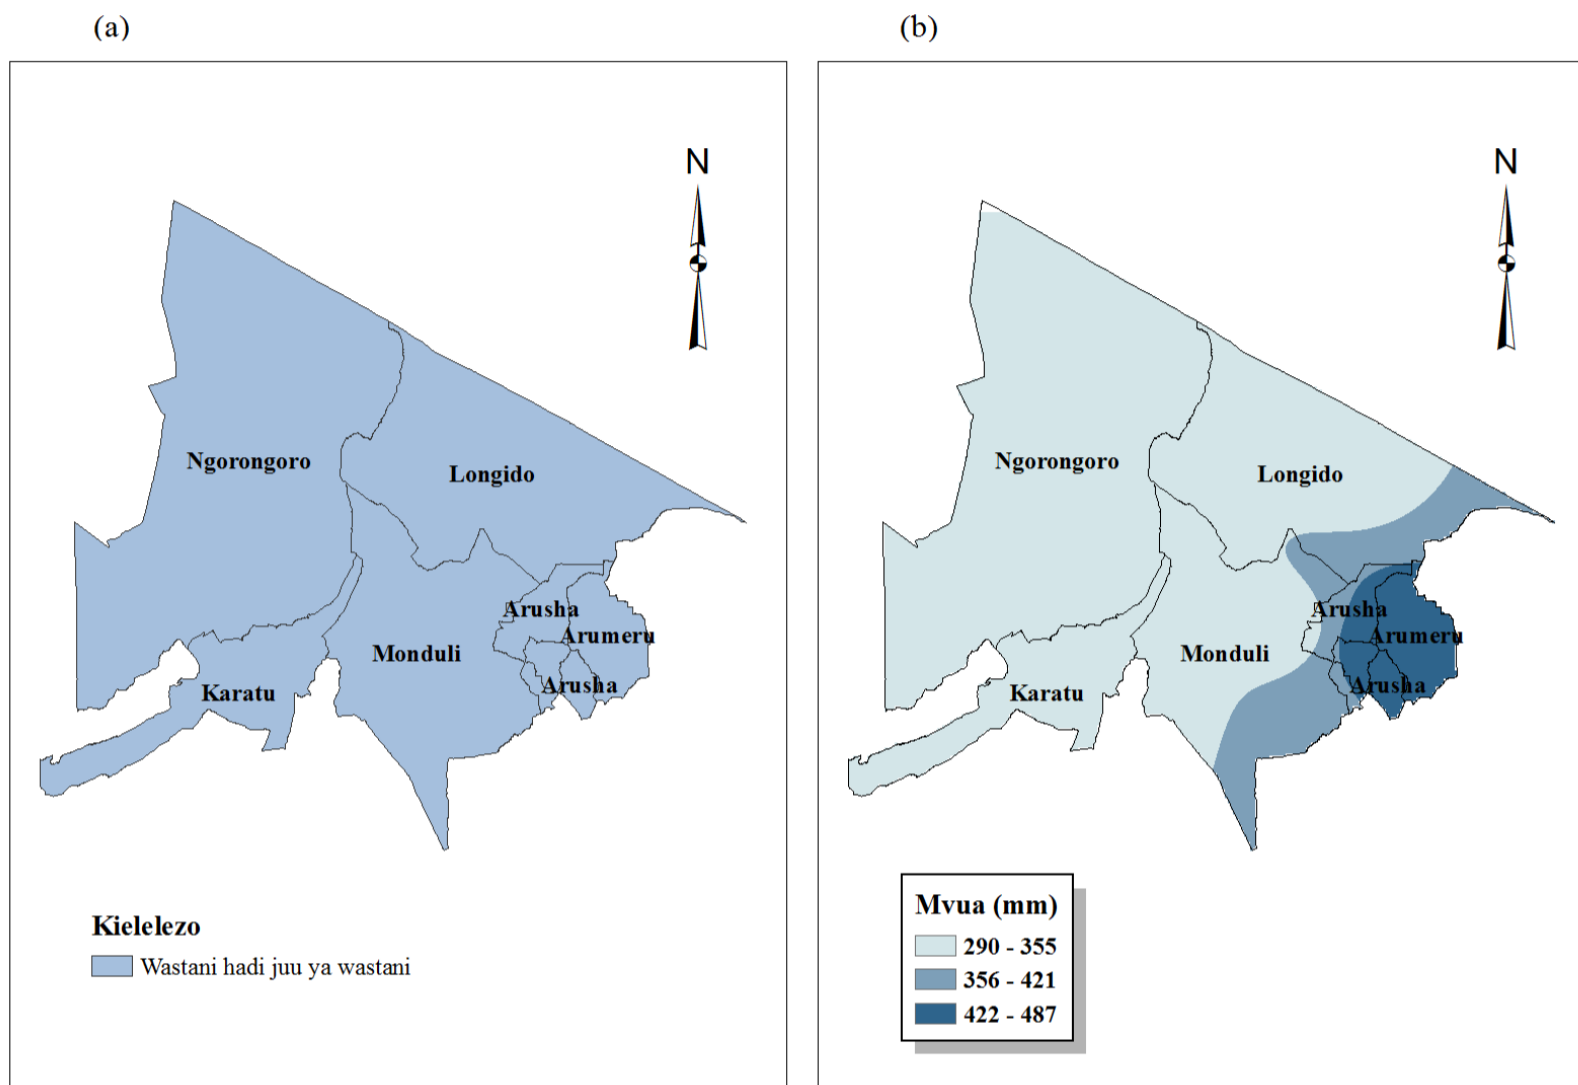 (a)
N
Ngorongoro
Longido
Arusha
Arumeru
Monduli
Arusha
Karatu
Kielelezo
Wastani hadi juu ya wastani
(b)
N
Ngorongoro
Longido
Arusha
Arumeru
Monduli
Arusha
Karatu
Mvua (mm)
290 - 355
356 - 421
422 - 487